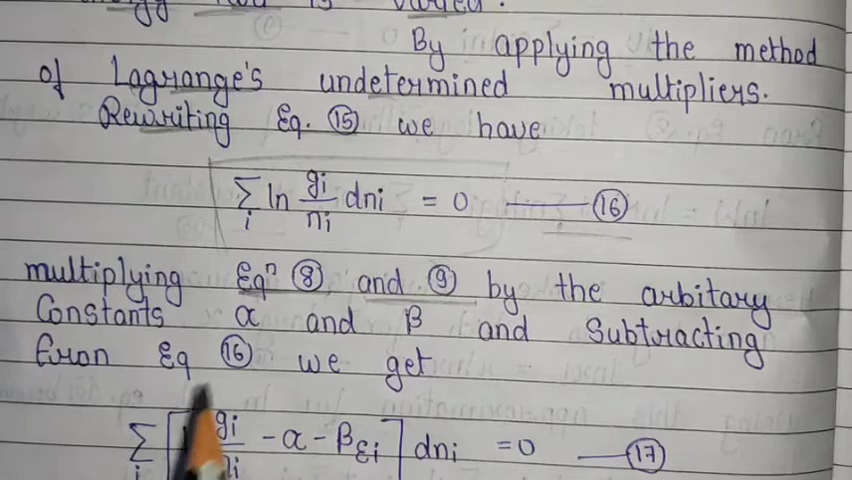 By applying the method
of Lagrange's undetermined multipliers.
Rewriting Eq. ⑮ we have
∑i ln gi/ni dni = 0 —— ⑯
multiplying Eqⁿ ⑧ and ⑨ by the arbitary
Constants α and β and Subtracting
from Eq ⑯ we get
∑i [ gi/ni - α - βεi ] dni = 0 —— ⑰